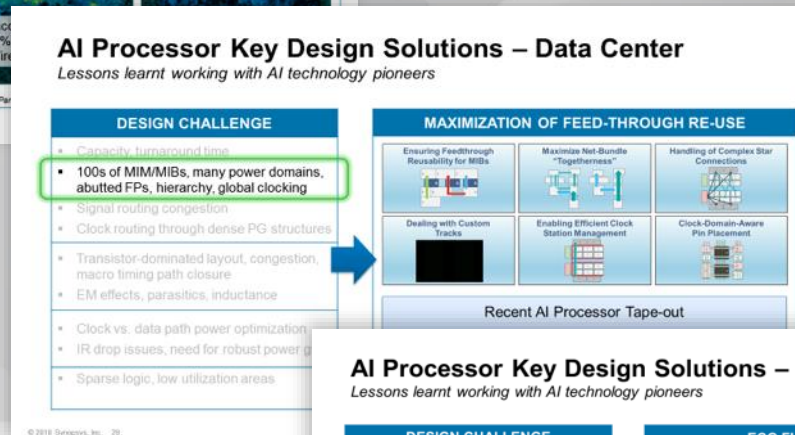 AI Processor Key Design Solutions – Data Center
Lessons learnt working with AI technology pioneers
DESIGN CHALLENGE
▪ Capacity, turnaround time
▪ 100s of MIM/MIBs, many power domains,
abutted FPs, hierarchy, global clocking
▪ Signal routing congestion
▪ Clock routing through dense PG structures
▪ Transistor-dominated layout, congestion,
macro timing path closure
▪ EM effects, parasitics, inductance
▪ Clock vs. data path power optimization
▪ IR drop issues, need for robust power g
▪ Sparse logic, low utilization areas
MAXIMIZATION OF FEED-THROUGH RE-USE
Ensuring Feedthrough
Reusability for MIBs
Maximize Net-Bundle
"Togetherness"
Handling of Complex Star
Connections
Dealing with Custom
Tracks
Enabling Efficient Clock
Station Management
Clock-Domain-Aware
Pin Placement
Recent AI Processor Tape-out
© 2018 Synopsys, Inc. 29
AI Processor Key Design Solutions –
Lessons learnt working with AI technology pioneers
DESIGN CHALLENGE